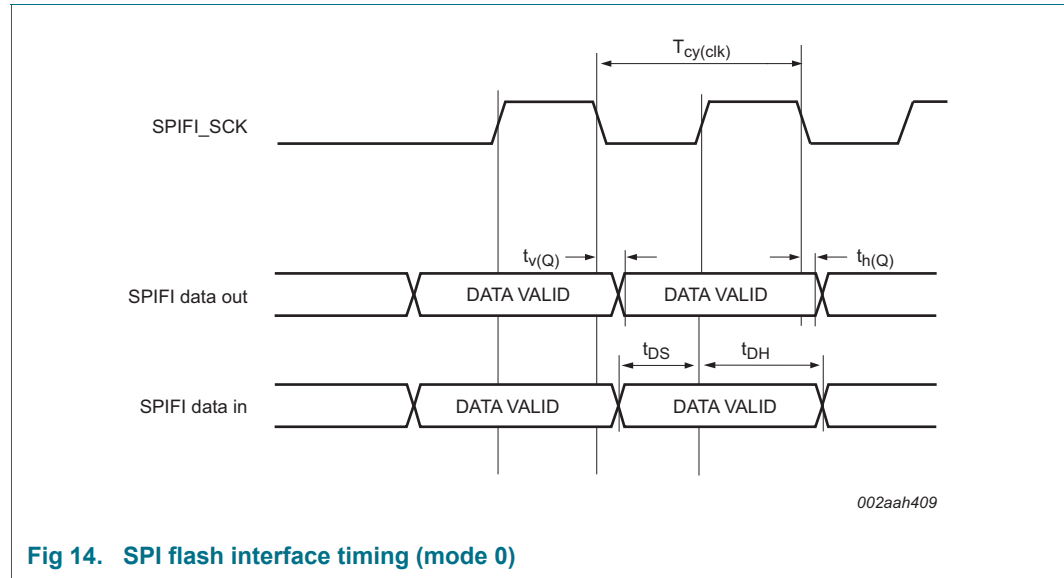 Tcy(clk)
SPIFI_SCK
tv(Q)
th(Q)
SPIFI data out
DATA VALID
DATA VALID
tDS
tDH
SPIFI data in
DATA VALID
DATA VALID
002aah409
Fig 14. SPI flash interface timing (mode 0)